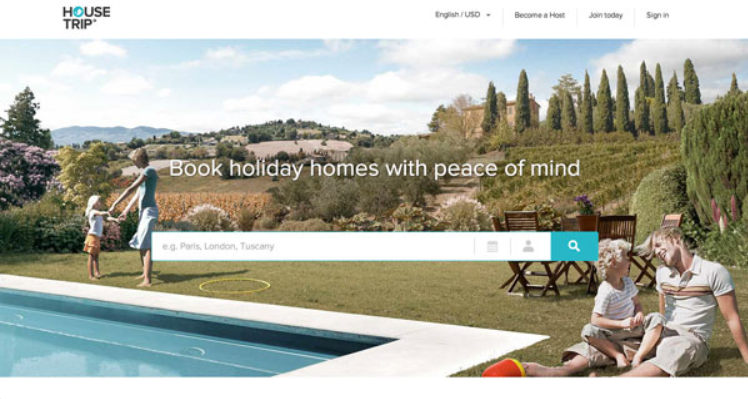 HOUSE
TRIP
English / USD
Become a Host
Join today
Sign in
Book holiday homes with peace of mind
e.g. Paris, London, Tuscany